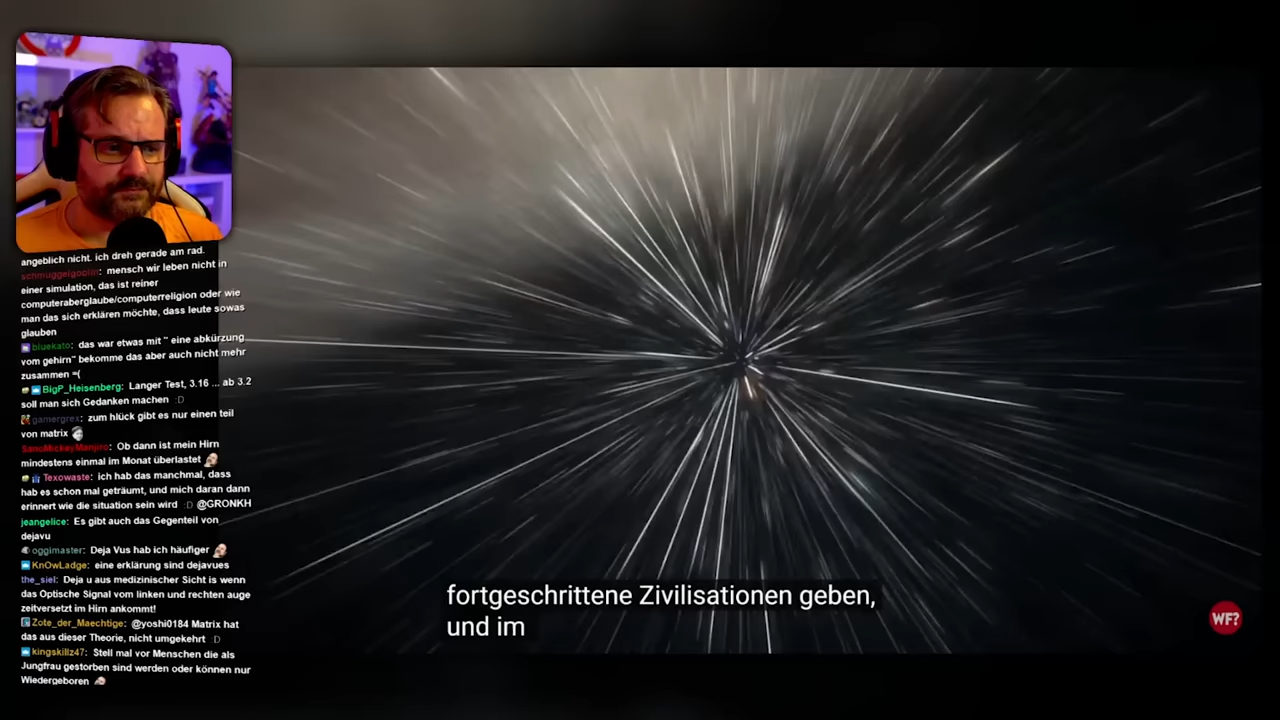 angeblich nicht. ich dreh gerade am rad.
schmuggelgoblin: mensch wir leben nicht in
einer simulation, das ist reiner
computeraberglaube/computerreligion oder wie
man das sich erklären möchte, dass leute sowas
glauben
bluekato: das war etwas mit " eine abkürzung
vom gehirn" bekomme das aber auch nicht mehr
zusammen =(
BigP_Heisenberg: Langer Test, 3.16 ... ab 3.2
soll man sich Gedanken machen :D
gamergrex: zum hlück gibt es nur einen teil
von matrix
SanoMickeyManjiro: Ob dann ist mein Hirn
mindestens einmal im Monat überlastet
Texowaste: ich hab das manchmal, dass
hab es schon mal geträumt, und mich daran dann
erinnert wie die situation sein wird :D @GRONKH
jeangelice: Es gibt auch das Gegenteil von
dejavu
oggimaster: Deja Vus hab ich häufiger
KnOwLadge: eine erklärung sind dejavues
the_siel: Deja u aus medizinischer Sicht is wenn
das Optische Signal vom linken und rechten auge
zeitversetzt im Hirn ankommt!
Zote_der_Maechtige: @yoshi0184 Matrix hat
das aus dieser Theorie, nicht umgekehrt :D
kingskillz47: Stell mal vor Menschen die als
Jungfrau gestorben sind werden oder können nur
Wiedergeboren
fortgeschrittene Zivilisationen geben,
und im
WF?